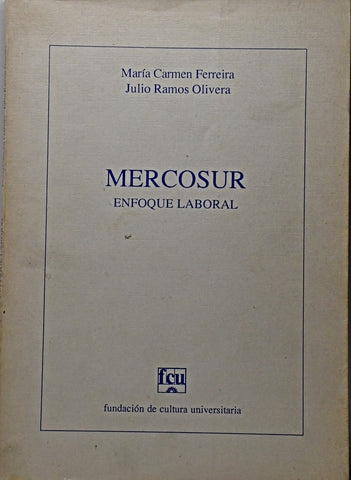 María Carmen Ferreira
Julio Ramos Olivera
MERCOSUR
ENFOQUE LABORAL
fcu
fundación de cultura universitaria